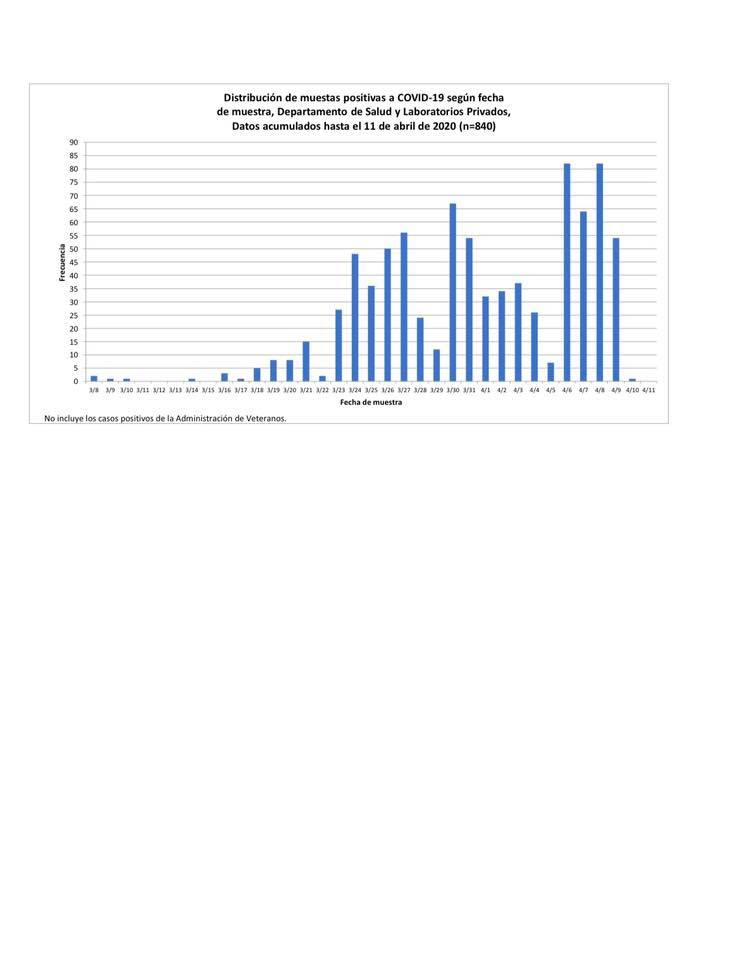 Distribución de muestas positivas a COVID-19 según fecha
de muestra, Departamento de Salud y Laboratorios Privados,
Datos acumulados hasta el 11 de abril de 2020 (n=840)
90
85
80
75
70
65
60
55
50
45
40
35
30
25
20
15
10
5
0
Frecuencia
3/8 3/9 3/10 3/11 3/12 3/13 3/14 3/15 3/16 3/17 3/18 3/19 3/20 3/21 3/22 3/23 3/24 3/25 3/26 3/27 3/28 3/29 3/30 3/31 4/1 4/2 4/3 4/4 4/5 4/6 4/7 4/8 4/9 4/10 4/11
Fecha de muestra
No incluye los casos positivos de la Administración de Veteranos.